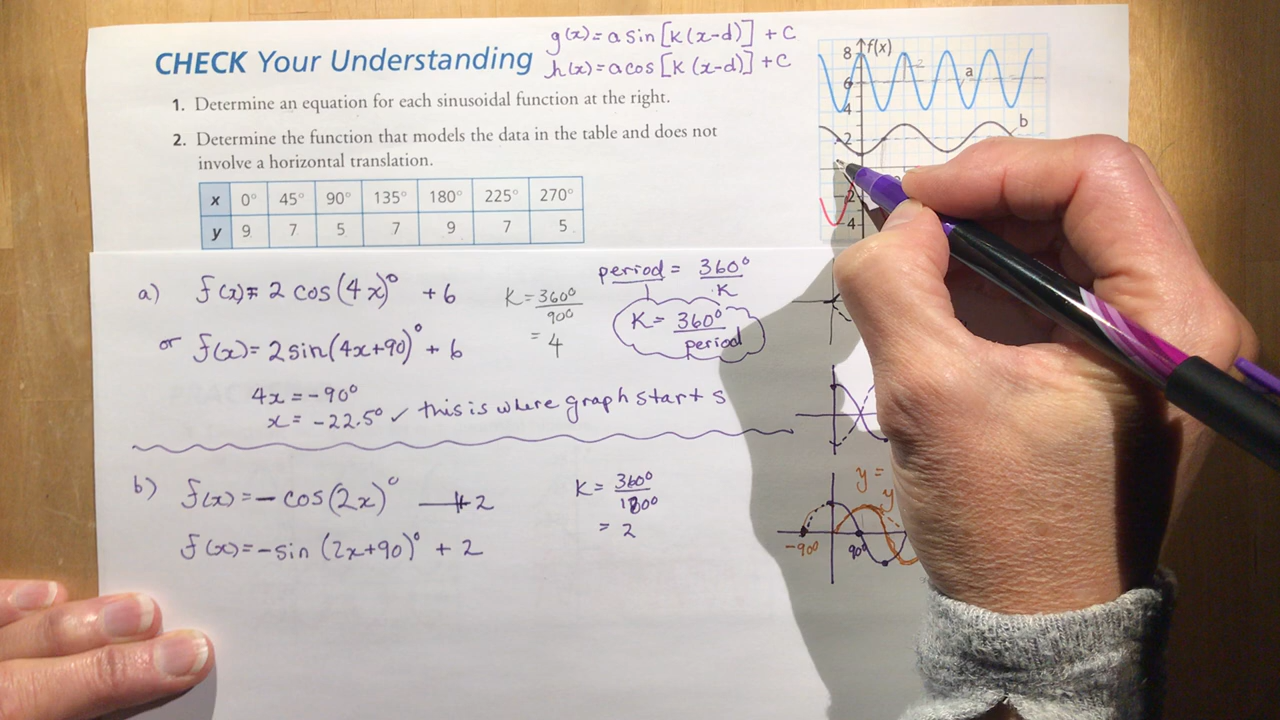 g(x) = a sin [k(x-d)] + c
CHECK Your Understanding
h(x) = a cos [k (x-d)] + c
1. Determine an equation for each sinusoidal function at the right.
2. Determine the function that models the data in the table and does not
involve a horizontal translation.
x 0° 45° 90° 135° 180° 225° 270°
y 9 7 5 7 9 7 5
8 f(x)
6 a
4
2 b
2
4
a) f(x) = 2 cos (4x)° + 6
K = 360°
90°
= 4
period = 360°
K
K = 360°
period
or f(x) = 2 sin (4x+90)° + 6
4x = -90°
x = -22.5° ✓ this is where graph starts
b) f(x) = - cos (2x)° + 2
K = 360°
180°
= 2
f(x) = - sin (2x+90)° + 2
y =
y
-90° 90°